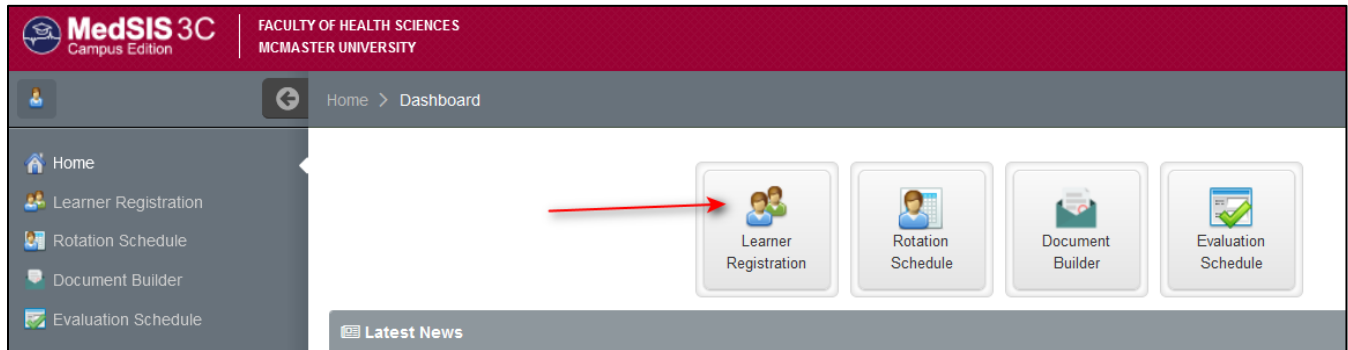 MedSIS 3C
Campus Edition
FACULTY OF HEALTH SCIENCES
MCMASTER UNIVERSITY
Home > Dashboard
Home
Learner Registration
Rotation Schedule
Document Builder
Evaluation Schedule
Learner
Registration
Rotation
Schedule
Document
Builder
Evaluation
Schedule
Latest News